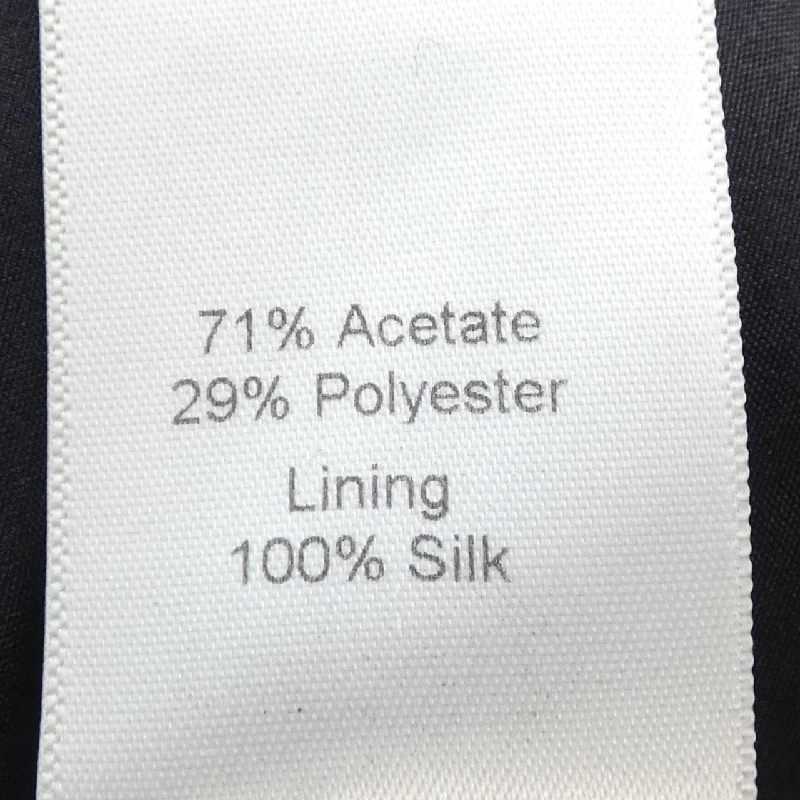 71% Acetate
29% Polyester
Lining
100% Silk